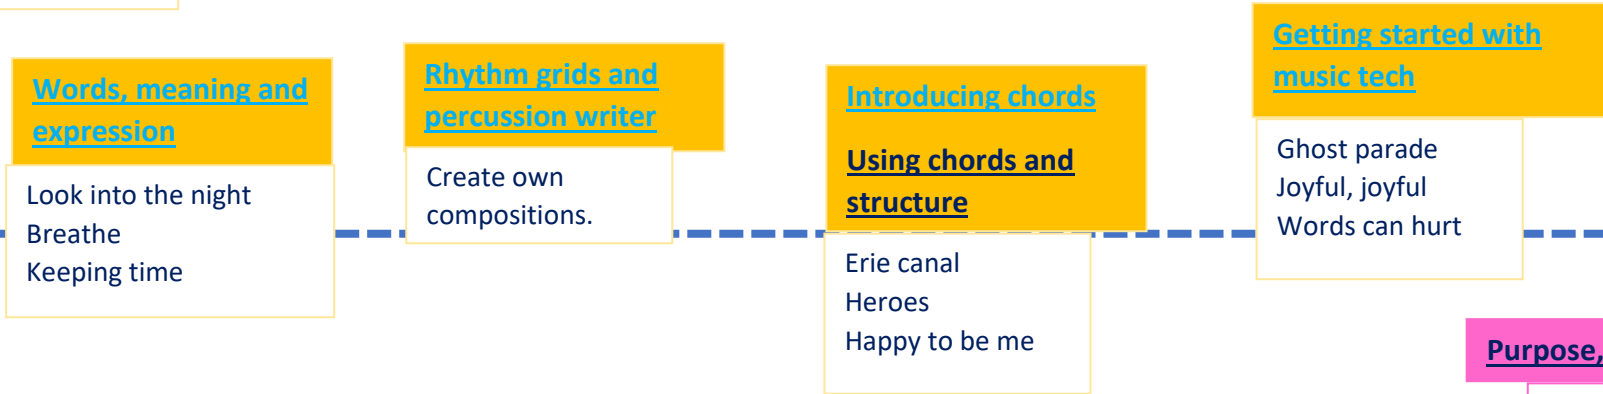 Words, meaning and
expression
Look into the night
Breathe
Keeping time
Rhythm grids and
percussion writer
Create own
compositions.
Introducing chords
Using chords and
structure
Erie canal
Heroes
Happy to be me
Getting started with
music tech
Ghost parade
Joyful, joyful
Words can hurt
Purpose,